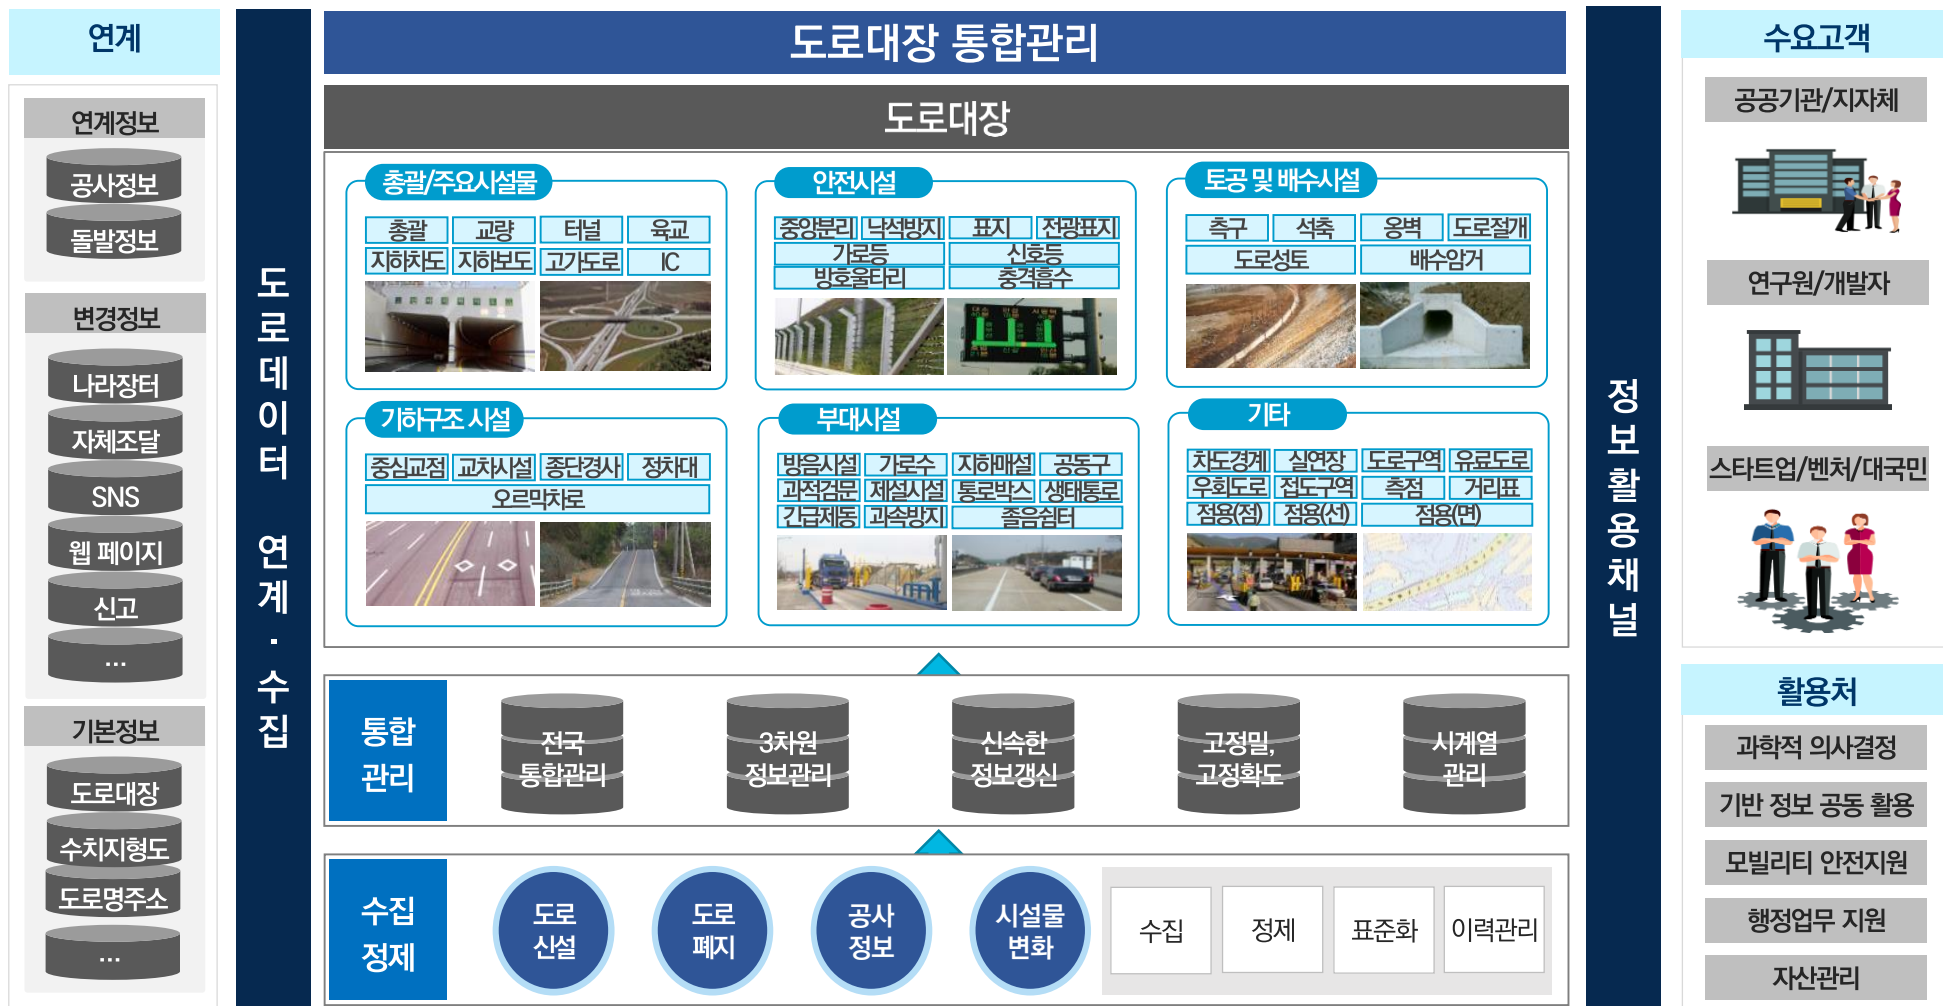 연계
연계정보
공사정보
돌발정보
변경정보
나라장터
자체조달
SNS
웹 페이지
신고
...
기본정보
도로대장
수치지형도
도로명주소
...
도로데이터 연계·수집
도로대장 통합관리
도로대장
총괄/주요시설물
총괄 교량 터널 육교
지하차도 지하보도 고가도로 IC
안전시설
중앙분리 낙석방지 표지 전광표지
가로등 신호등
방호울타리 충격흡수
토공 및 배수시설
측구 석축 옹벽 도로절개
도로성토 배수암거
기하구조 시설
중심교점 교차시설 종단경사 정차대
오르막차로
부대시설
방음시설 가로수 지하매설 공동구
과적검문 제설시설 통로박스 생태통로
긴급제동 과속방지 졸음쉼터
기타
차도경계 실연장 도로구역 유료도로
우회도로 접도구역 측점 거리표
점용(점) 점용(선) 점용(면)
통합
관리
전국
통합관리
3차원
정보관리
신속한
정보갱신
고정밀,
고정확도
시계열
관리
수집
정제
도로
신설
도로
폐지
공사
정보
시설물
변화
수집
정제
표준화
이력관리
정보활용채널
수요고객
공공기관/지자체
연구원/개발자
스타트업/벤처/대국민
활용처
과학적 의사결정
기반 정보 공동 활용
모빌리티 안전지원
행정업무 지원
자산관리